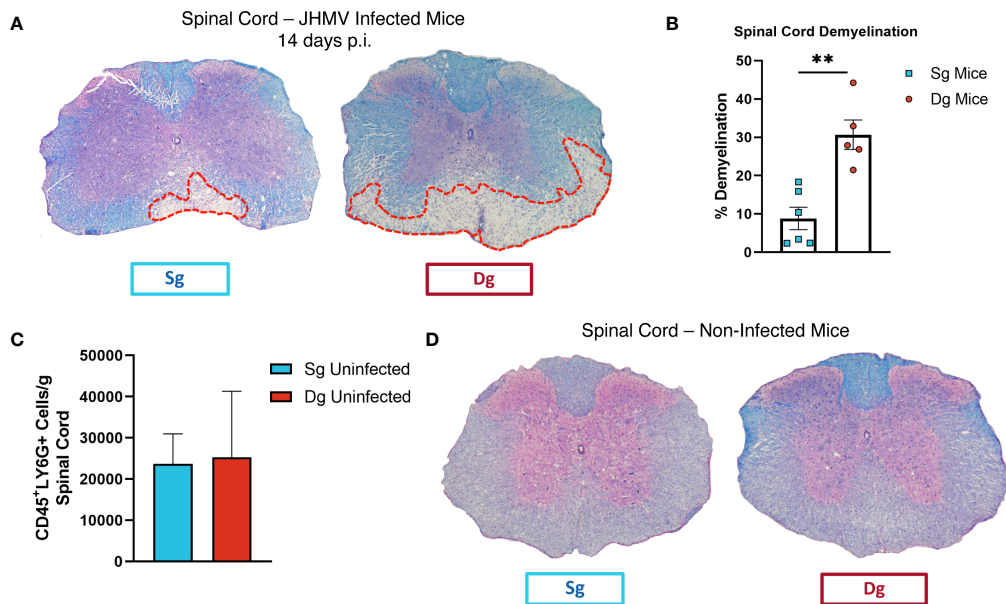 A
Spinal Cord – JHMV Infected Mice
14 days p.i.
Sg
Dg
B
Spinal Cord Demyelination
**
Sg Mice
Dg Mice
% Demyelination
50
40
30
20
10
0
C
CD45⁺LY6G+ Cells/g
Spinal Cord
50000
40000
30000
20000
10000
0
Sg Uninfected
Dg Uninfected
D
Spinal Cord – Non-Infected Mice
Sg
Dg